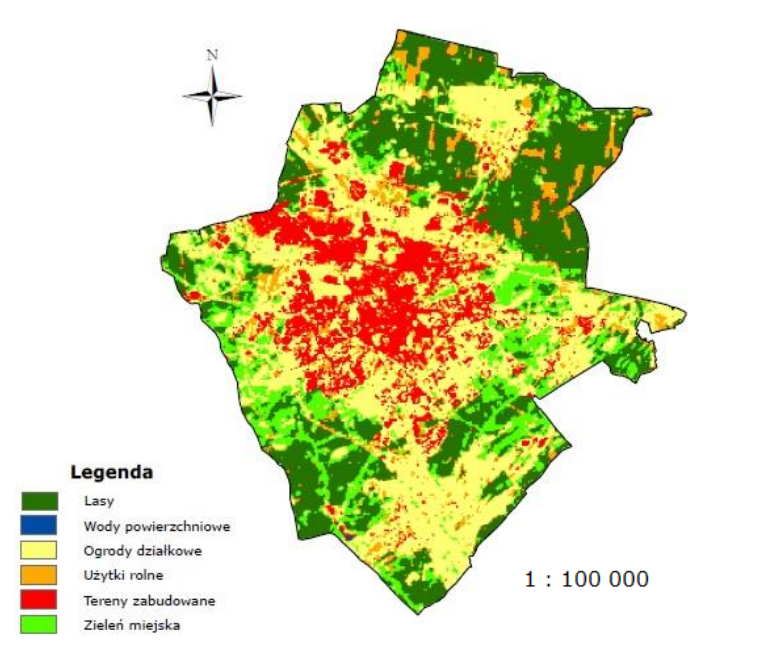 N
Legenda
Lasy
Wody powierzchniowe
Ogrody działkowe
Użytki rolne
Tereny zabudowane
Zieleń miejska
1 : 100 000